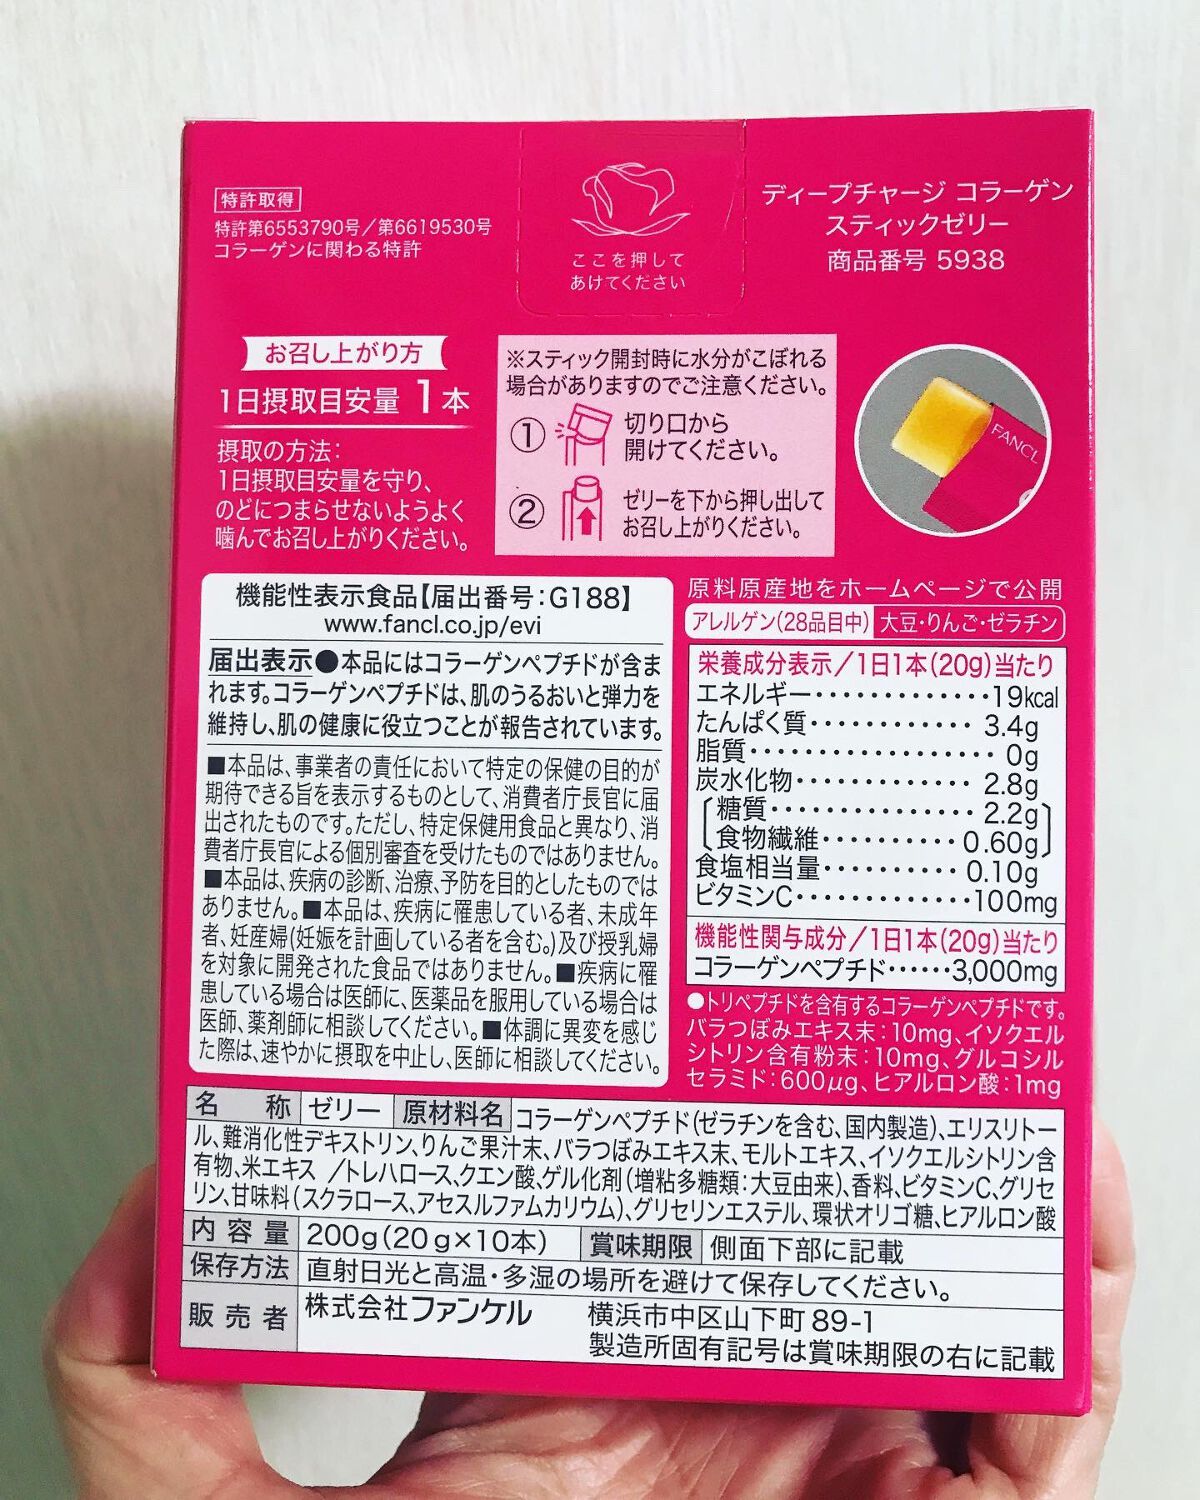 特許取得
特許第6553790号／第6619530号
コラーゲンに関わる特許
ここを押して
あけてください
ディープチャージ コラーゲン
スティックゼリー
商品番号 5938
お召し上がり方
1日摂取目安量 1本
摂取の方法:
1日摂取目安量を守り、
のどにつまらせないようよく
噛んでお召し上がりください。
※スティック開封時に水分がこぼれる
場合がありますのでご注意ください。
① 切り口から
開けてください。
② ゼリーを下から押し出して
お召し上がりください。
FANCL
機能性表示食品【届出番号:G188】
www.fancl.co.jp/evi
届出表示●本品にはコラーゲンペプチドが含ま
れます。コラーゲンペプチドは、肌のうるおいと弾力を
維持し、肌の健康に役立つことが報告されています。
■本品は、事業者の責任において特定の保健の目的が
期待できる旨を表示するものとして、消費者庁長官に届
出されたものです。ただし、特定保健用食品と異なり、消
費者庁長官による個別審査を受けたものではありません。
■本品は、疾病の診断、治療、予防を目的としたものでは
ありません。■本品は、疾病に罹患している者、未成年
者、妊産婦(妊娠を計画している者を含む。)及び授乳婦
を対象に開発された食品ではありません。■疾病に罹
患している場合は医師に、医薬品を服用している場合は
医師、薬剤師に相談してください。■体調に異変を感じ
た際は、速やかに摂取を中止し、医師に相談してください。
原料原産地をホームページで公開
アレルゲン(28品目中) 大豆・りんご・ゼラチン
栄養成分表示／1日1本(20g)当たり
エネルギー・・・・・・・・・・・・・19kcal
たんぱく質・・・・・・・・・・・・ 3.4g
脂質・・・・・・・・・・・・・・・・・ 0g
炭水化物・・・・・・・・・・・・・ 2.8g
糖質・・・・・・・・・・・・・・・ 2.2g
食物繊維・・・・・・・・・・0.60g
食塩相当量・・・・・・・・・・ 0.10g
ビタミンC・・・・・・・・・・・・・100mg
機能性関与成分／1日1本(20g)当たり
コラーゲンペプチド・・・・・・3,000mg
●トリペプチドを含有するコラーゲンペプチドです。
バラつぼみエキス末:10mg、イソクエル
シトリン含有粉末:10mg、グルコシル
セラミド:600μg、ヒアルロン酸:1mg
名称 ゼリー 原材料名 コラーゲンペプチド(ゼラチンを含む、国内製造)、エリスリトー
ル、難消化性デキストリン、りんご果汁末、バラつぼみエキス末、モルトエキス、イソクエルシトリン含
有物、米エキス ／トレハロース、クエン酸、ゲル化剤(増粘多糖類:大豆由来)、香料、ビタミンC、グリセ
リン、甘味料(スクラロース、アセスルファムカリウム)、グリセリンエステル、環状オリゴ糖、ヒアルロン酸
内容量 200g(20g×10本) 賞味期限 側面下部に記載
保存方法 直射日光と高温・多湿の場所を避けて保存してください。
販売者 株式会社ファンケル 横浜市中区山下町89-1
製造所固有記号は賞味期限の右に記載